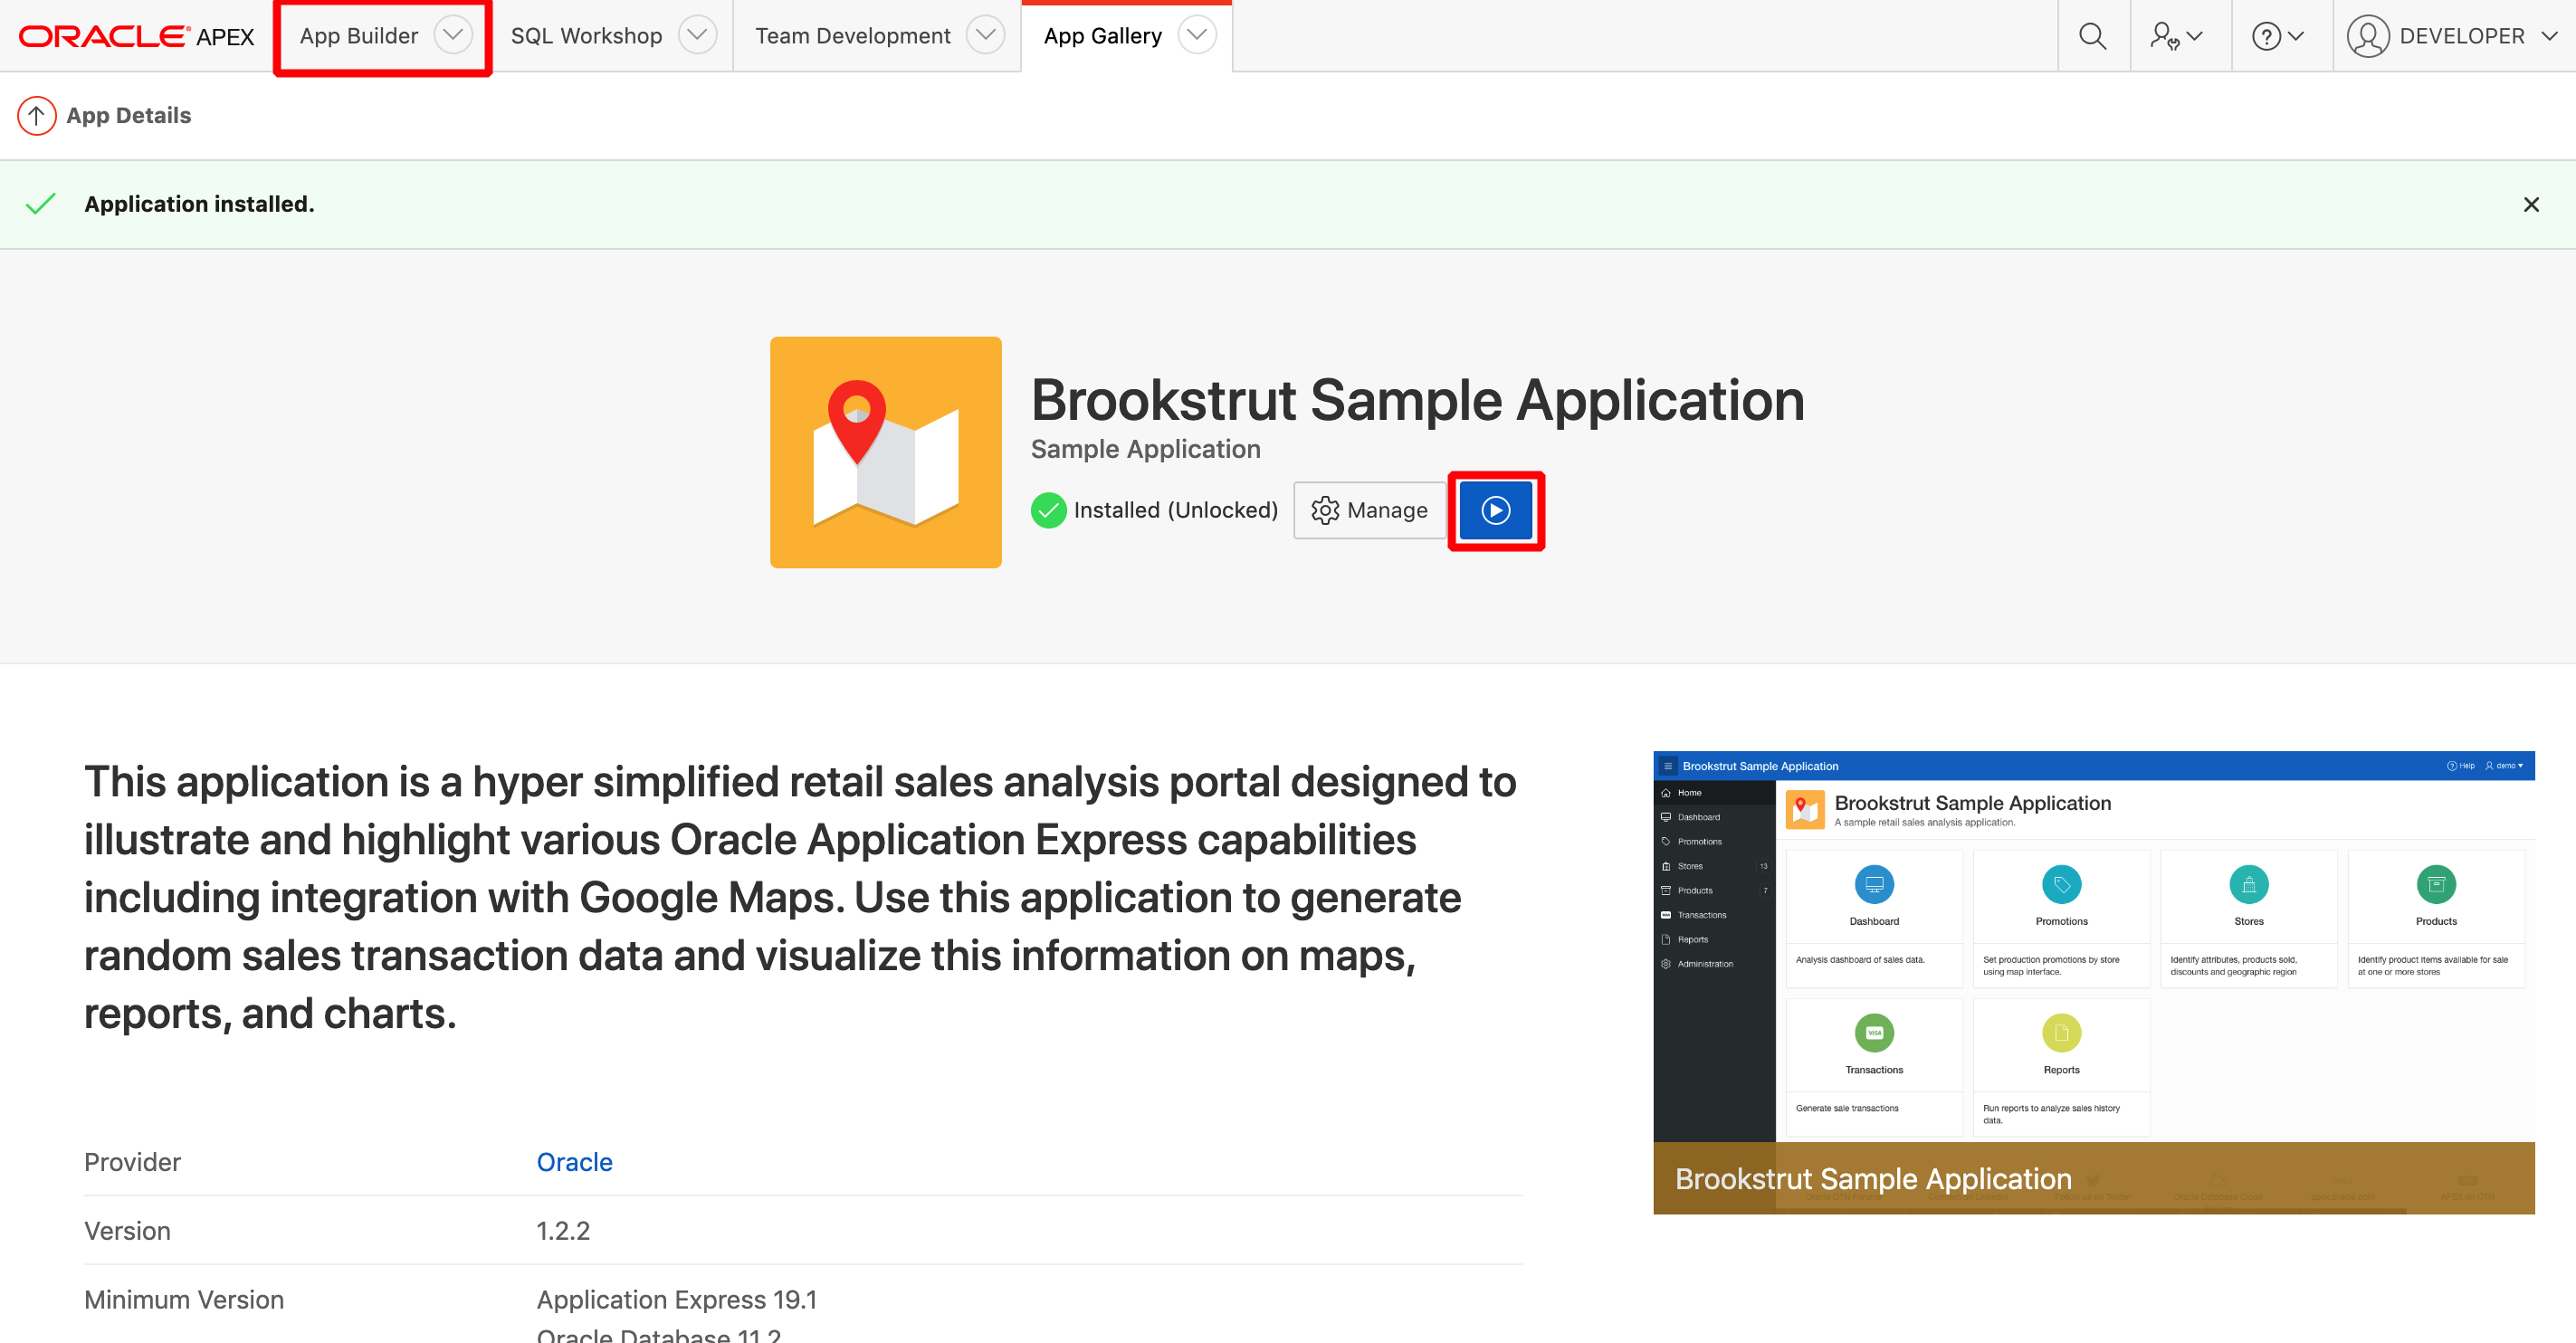 ORACLE APEX
App Builder
SQL Workshop
Team Development
App Gallery
DEVELOPER
App Details
Application installed.
Brookstrut Sample Application
Sample Application
Installed (Unlocked)
Manage
This application is a hyper simplified retail sales analysis portal designed to
illustrate and highlight various Oracle Application Express capabilities
including integration with Google Maps. Use this application to generate
random sales transaction data and visualize this information on maps,
reports, and charts.
Provider Oracle
Version 1.2.2
Minimum Version Application Express 19.1
Oracle Database 11.2
Brookstrut Sample Application
Help
demo
Home
Dashboard
Promotions
Stores 13
Products 7
Transactions
Reports
Administration
Brookstrut Sample Application
A sample retail sales analysis application.
Dashboard
Analysis dashboard of sales data.
Promotions
Set production promotions by store
using map interface.
Stores
Identify attributes, products sold,
discounts and geographic region
Products
Identify product items available for sale
at one or more stores
VISA
Transactions
Generate sale transactions
Reports
Run reports to analyze sales history
data.
Brookstrut Sample Application